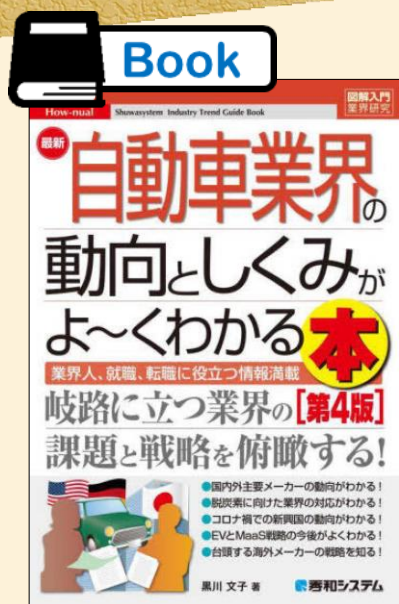 Book
How-nual Shuwasystem Industry Trend Guide Book
図解入門
業界研究
最新
自動車業界の
動向としくみが
よ～くわかる本
業界人、就職、転職に役立つ情報満載
岐路に立つ業界の[第4版]
課題と戦略を俯瞰する!
●国内外主要メーカーの動向がわかる!
●脱炭素に向けた業界の対応がわかる!
●コロナ禍での新興国の動向がわかる!
●EVとMaaS戦略の今後がよくわかる!
●台頭する海外メーカーの戦略を知る!
黒川 文子 著
秀和システム